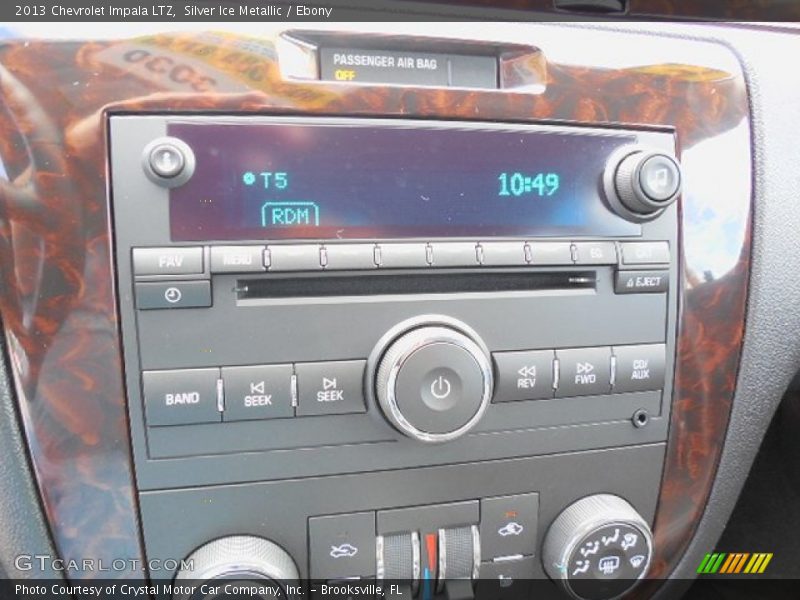 2013 Chevrolet Impala LTZ, Silver Ice Metallic / Ebony
PASSENGER AIR BAG
OFF
T5
10:49
RDM
FAV
MENU
EQ
EJECT
BAND
SEEK
SEEK
REV
FWD
CD/
AUX
GTCarLot.com
Photo Courtesy of Crystal Motor Car Company, Inc. - Brooksville, FL